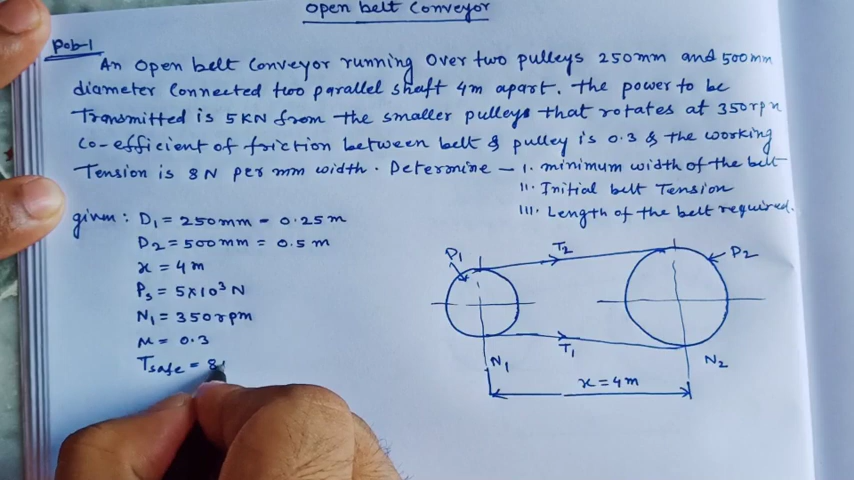 Open belt Conveyor
Pob-1
An Open belt Conveyor running Over two pulleys 250mm and 500mm
diameter Connected two parallel shaft 4m apart. The power to be
Transmitted is 5KN from the smaller pulleys that rotates at 350rpm
Co-efficient of friction between belt & pulley is 0.3 & the working
Tension is 8N per mm width. Determine - I. minimum width of the belt
II. Initial belt Tension
III. Length of the belt required.
given: D1 = 250mm = 0.25m
D2 = 500mm = 0.5m
x = 4m
Ps = 5x10³ N
N1 = 350rpm
μ = 0.3
Tsafe = 8
P1
T2
P2
T1
N1
N2
x = 4m